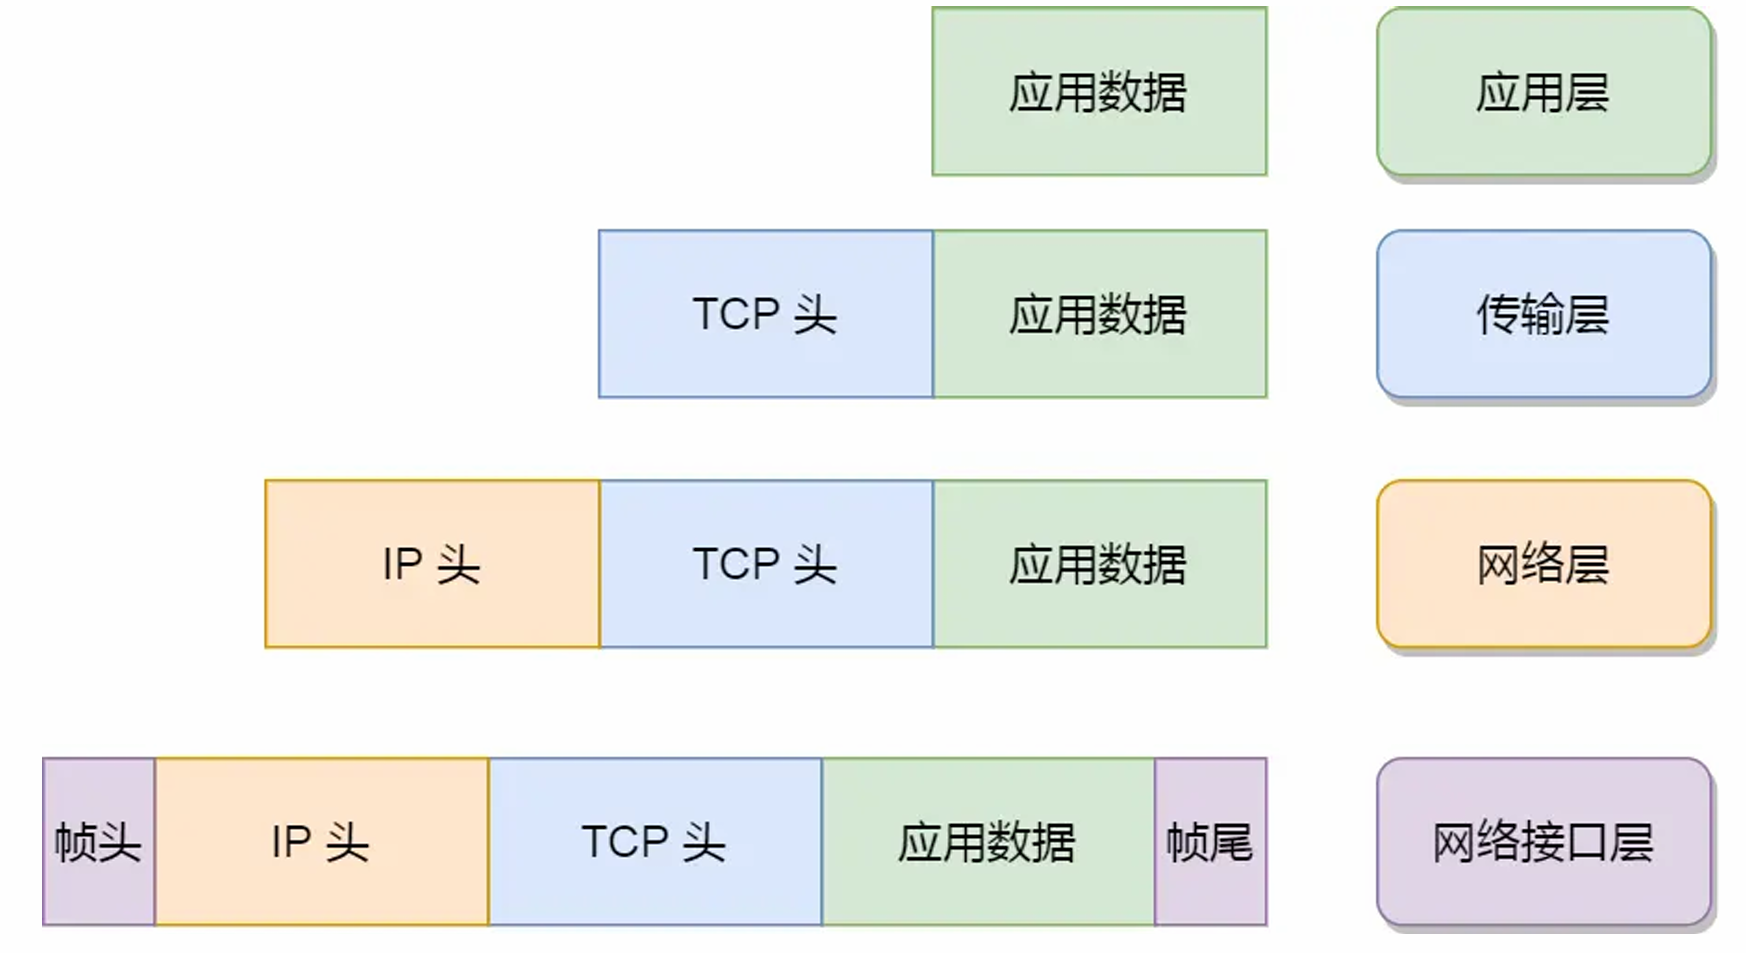 应用数据 应用层
TCP 头 应用数据 传输层
IP 头 TCP 头 应用数据 网络层
帧头 IP 头 TCP 头 应用数据 帧尾 网络接口层